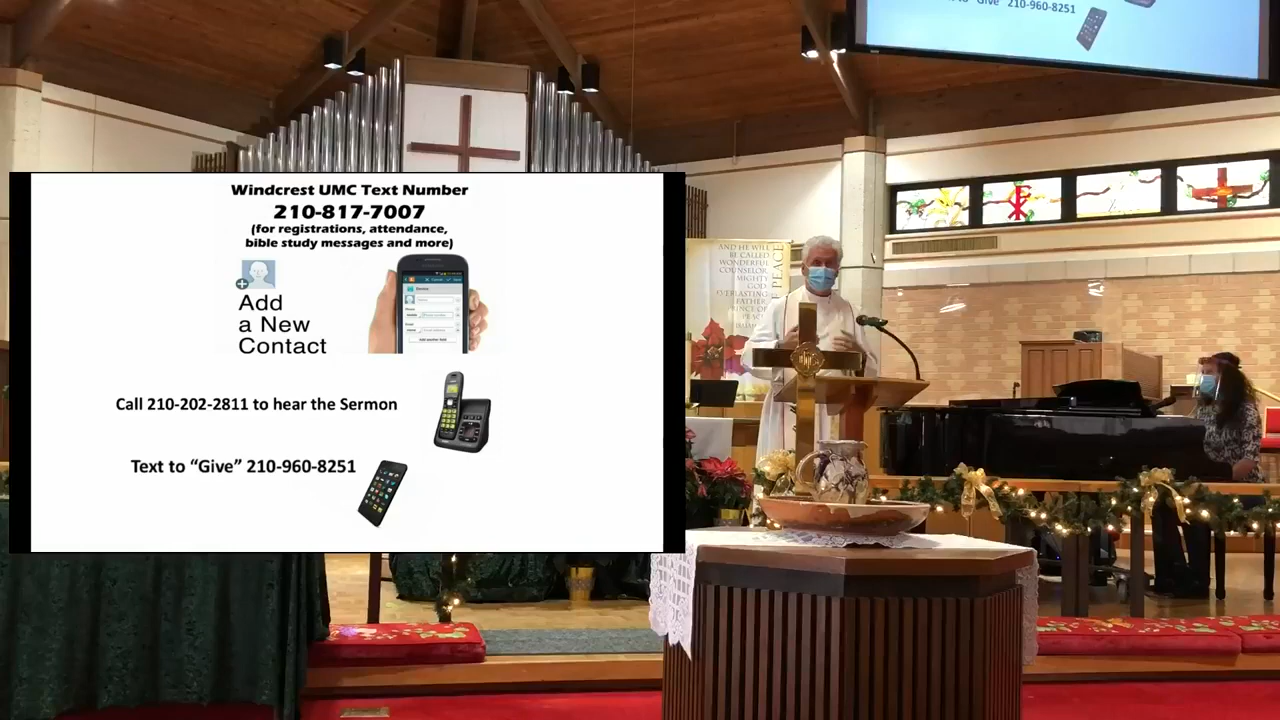 Windcrest UMC Text Number
210-817-7007
(for registrations, attendance,
bible study messages and more)
Add
a New
Contact
Call 210-202-2811 to hear the Sermon
Text to “Give” 210-960-8251
"Give" 210-960-8251
AND HE WILL
BE CALLED
WONDERFUL
COUNSELOR,
MIGHTY
GOD,
EVERLASTING
FATHER,
PRINCE OF
PEACE
PEACE